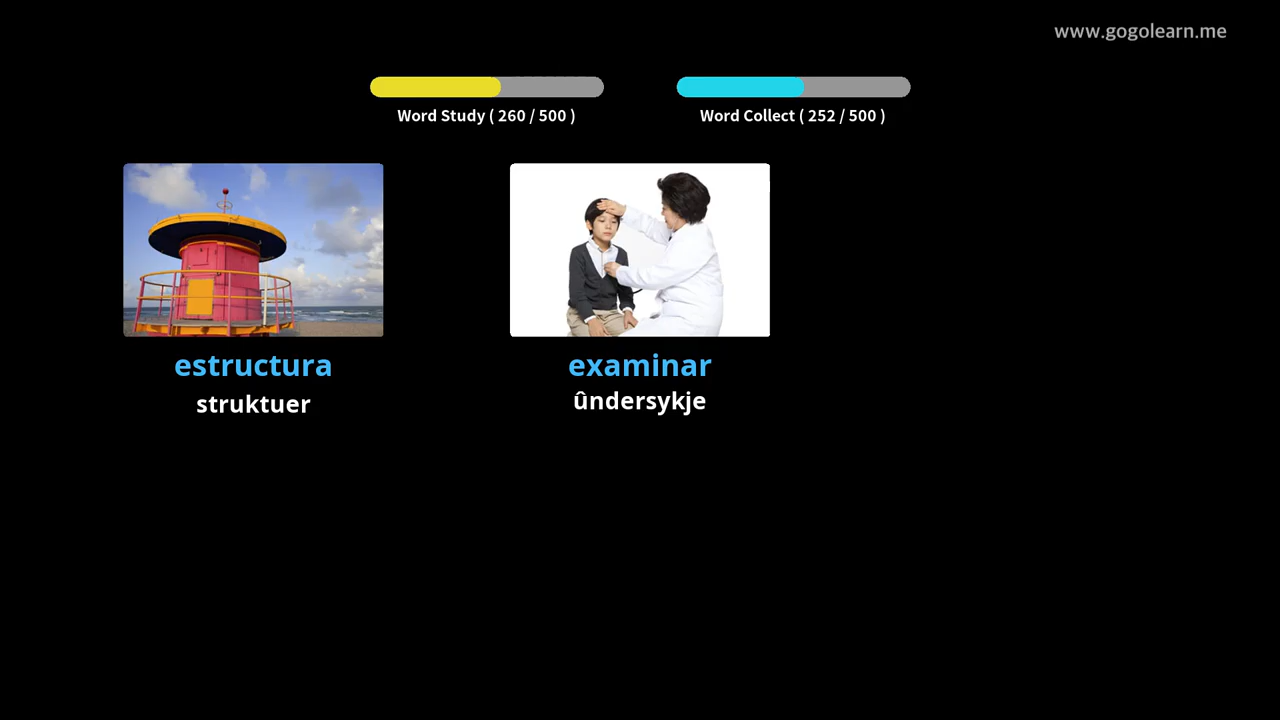 www.gogolearn.me
Word Study ( 260 / 500 )
Word Collect ( 252 / 500 )
estructura
struktuer
examinar
ûndersykje